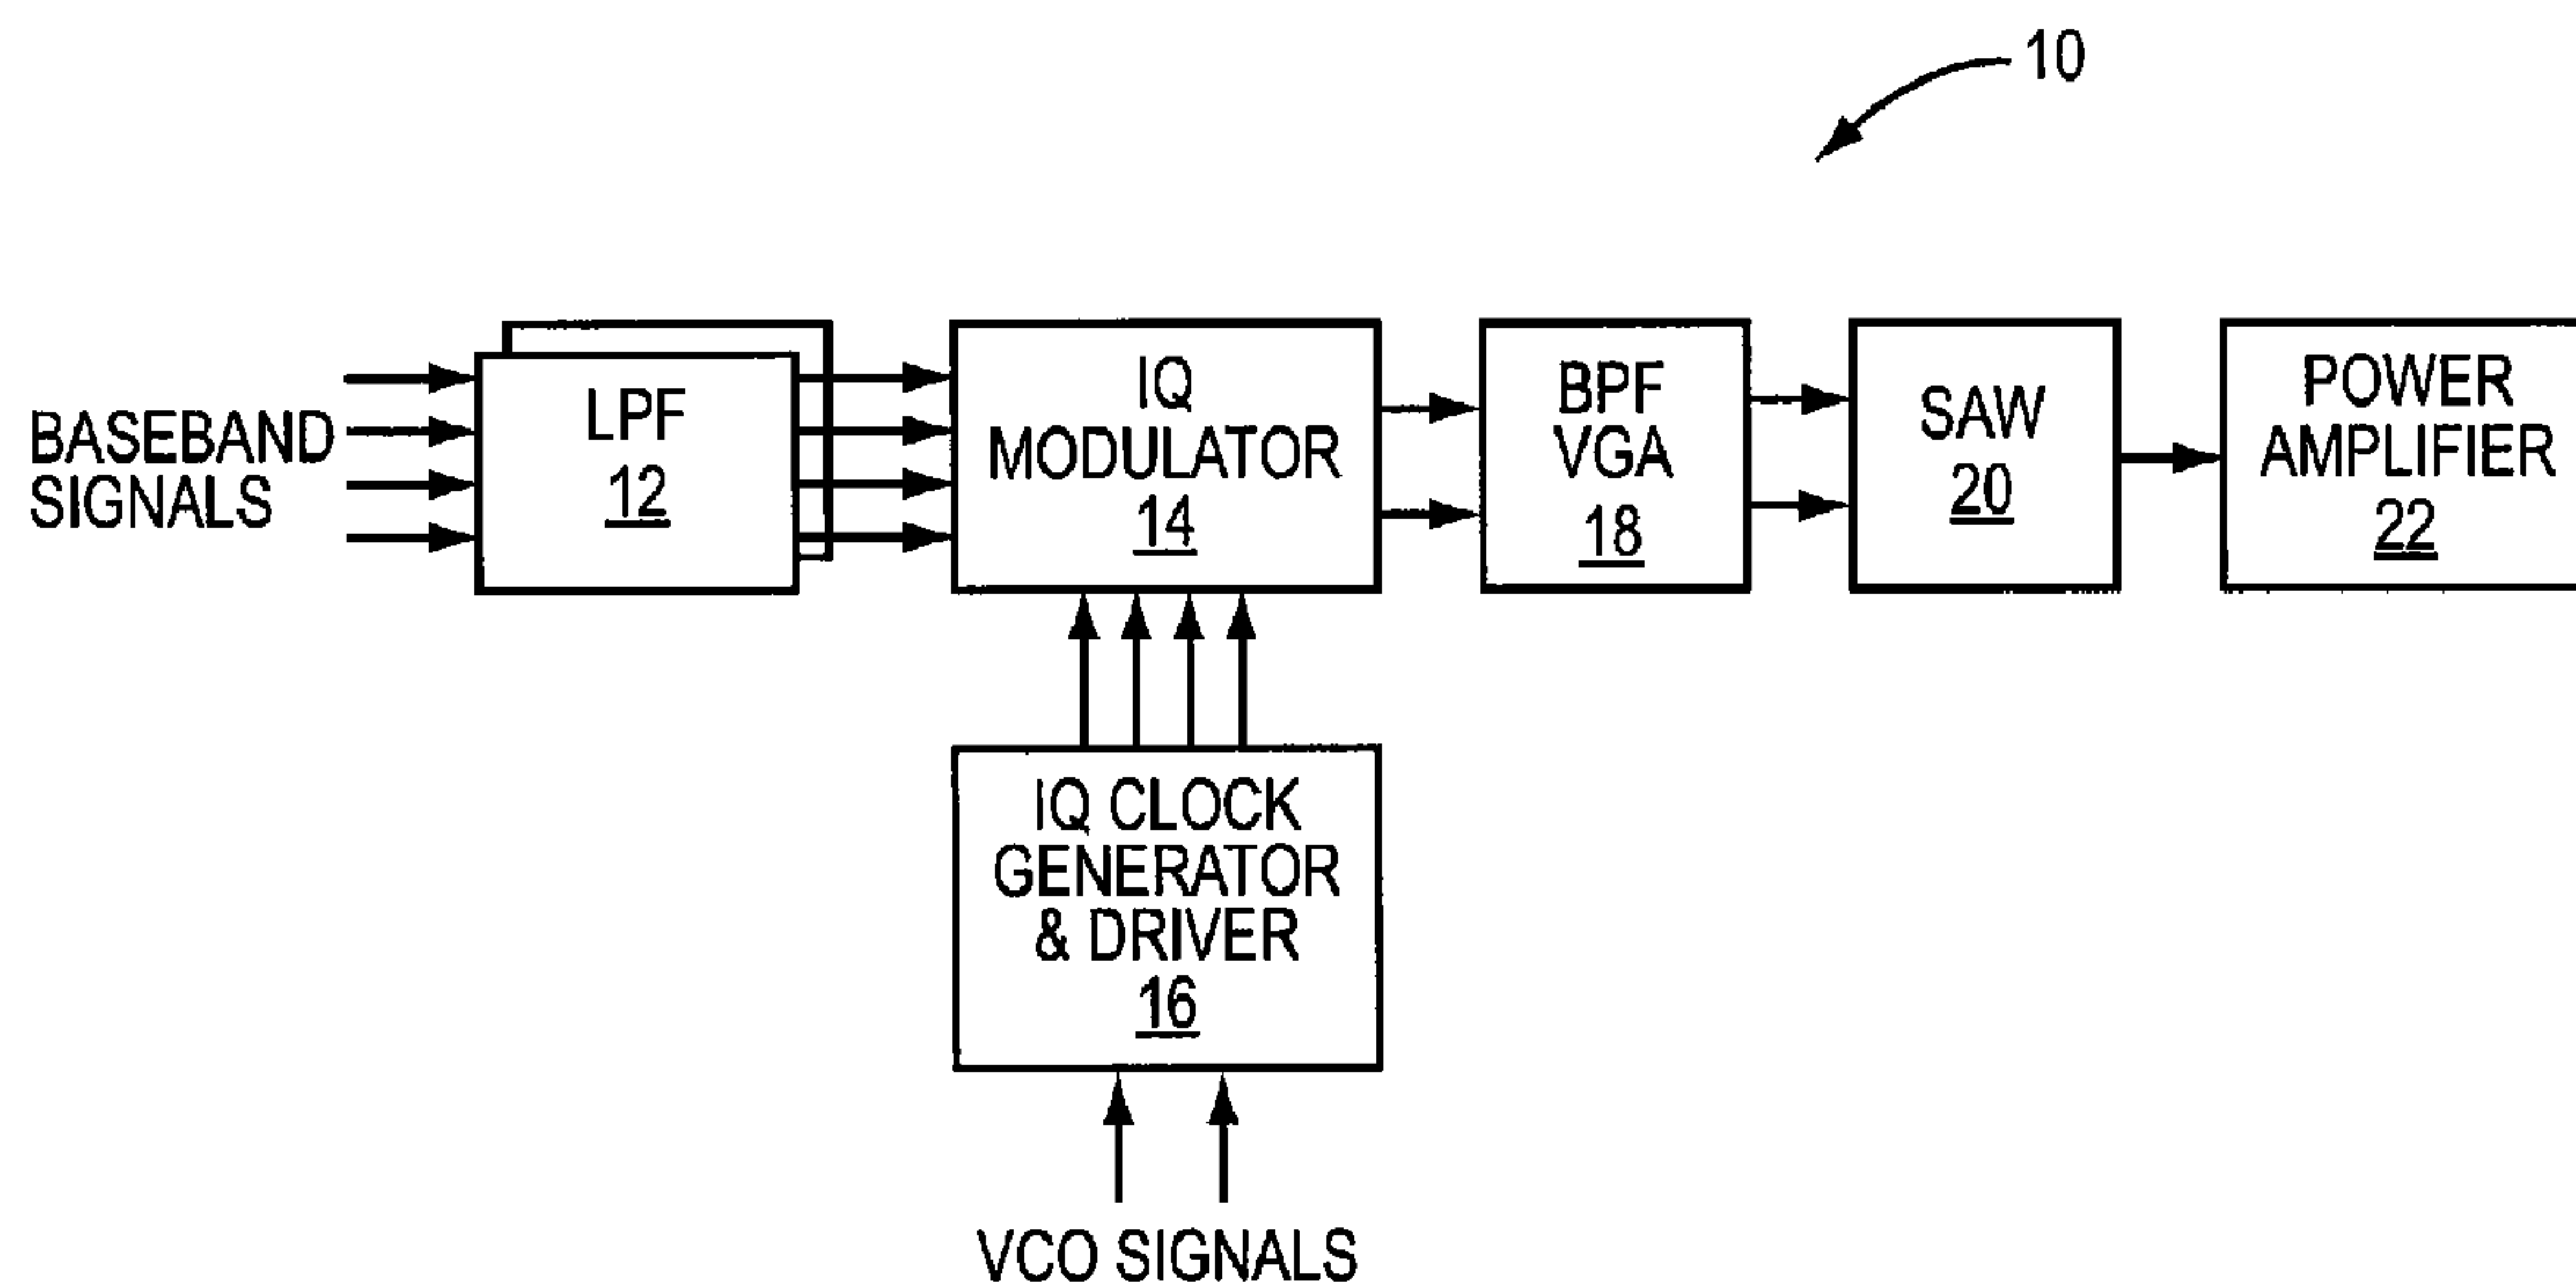 10
BASEBAND
SIGNALS
LPF
12
IQ
MODULATOR
14
BPF
VGA
18
SAW
20
POWER
AMPLIFIER
22
IQ CLOCK
GENERATOR
& DRIVER
16
VCO SIGNALS